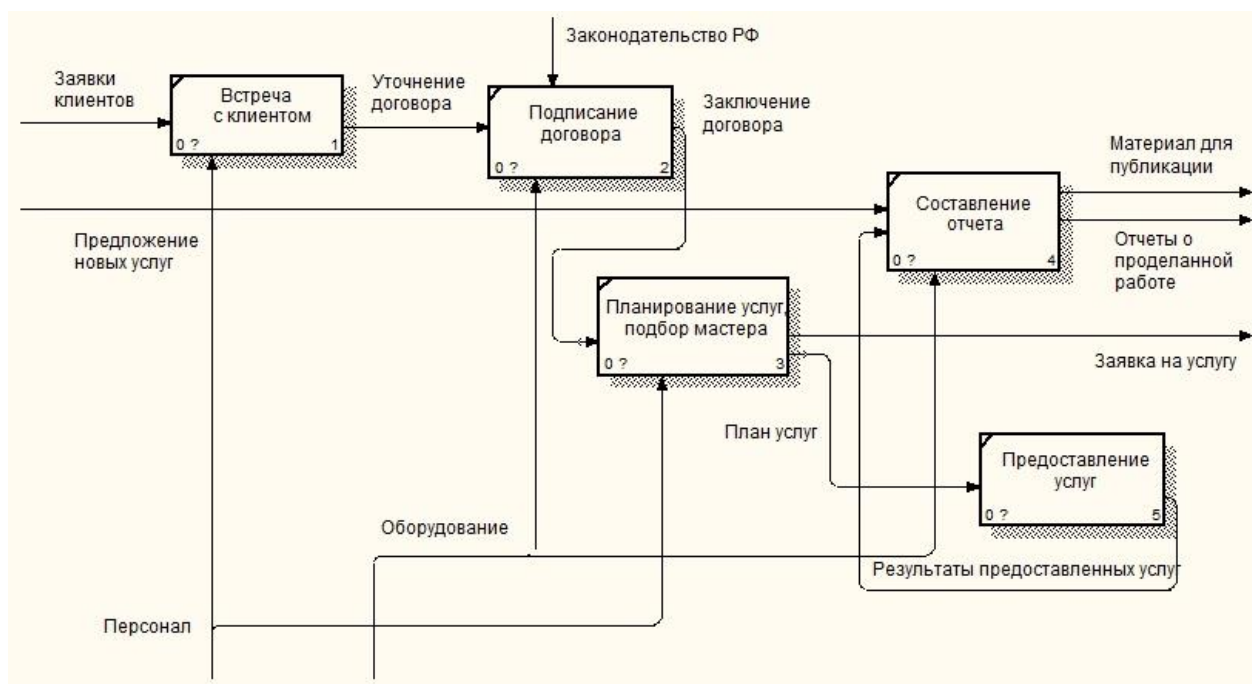 Законодательство РФ
Заявки
клиентов
Встреча
с клиентом
0 ?
1
Уточнение
договора
Подписание
договора
0 ?
2
Заключение
договора
Материал для
публикации
Составление
отчета
0 ?
4
Предложение
новых услуг
Отчеты о
проделанной
работе
Планирование услуг,
подбор мастера
0 ?
3
Заявка на услугу
План услуг
Предоставление
услуг
0 ?
5
Оборудование
Результаты предоставленных услуг
Персонал